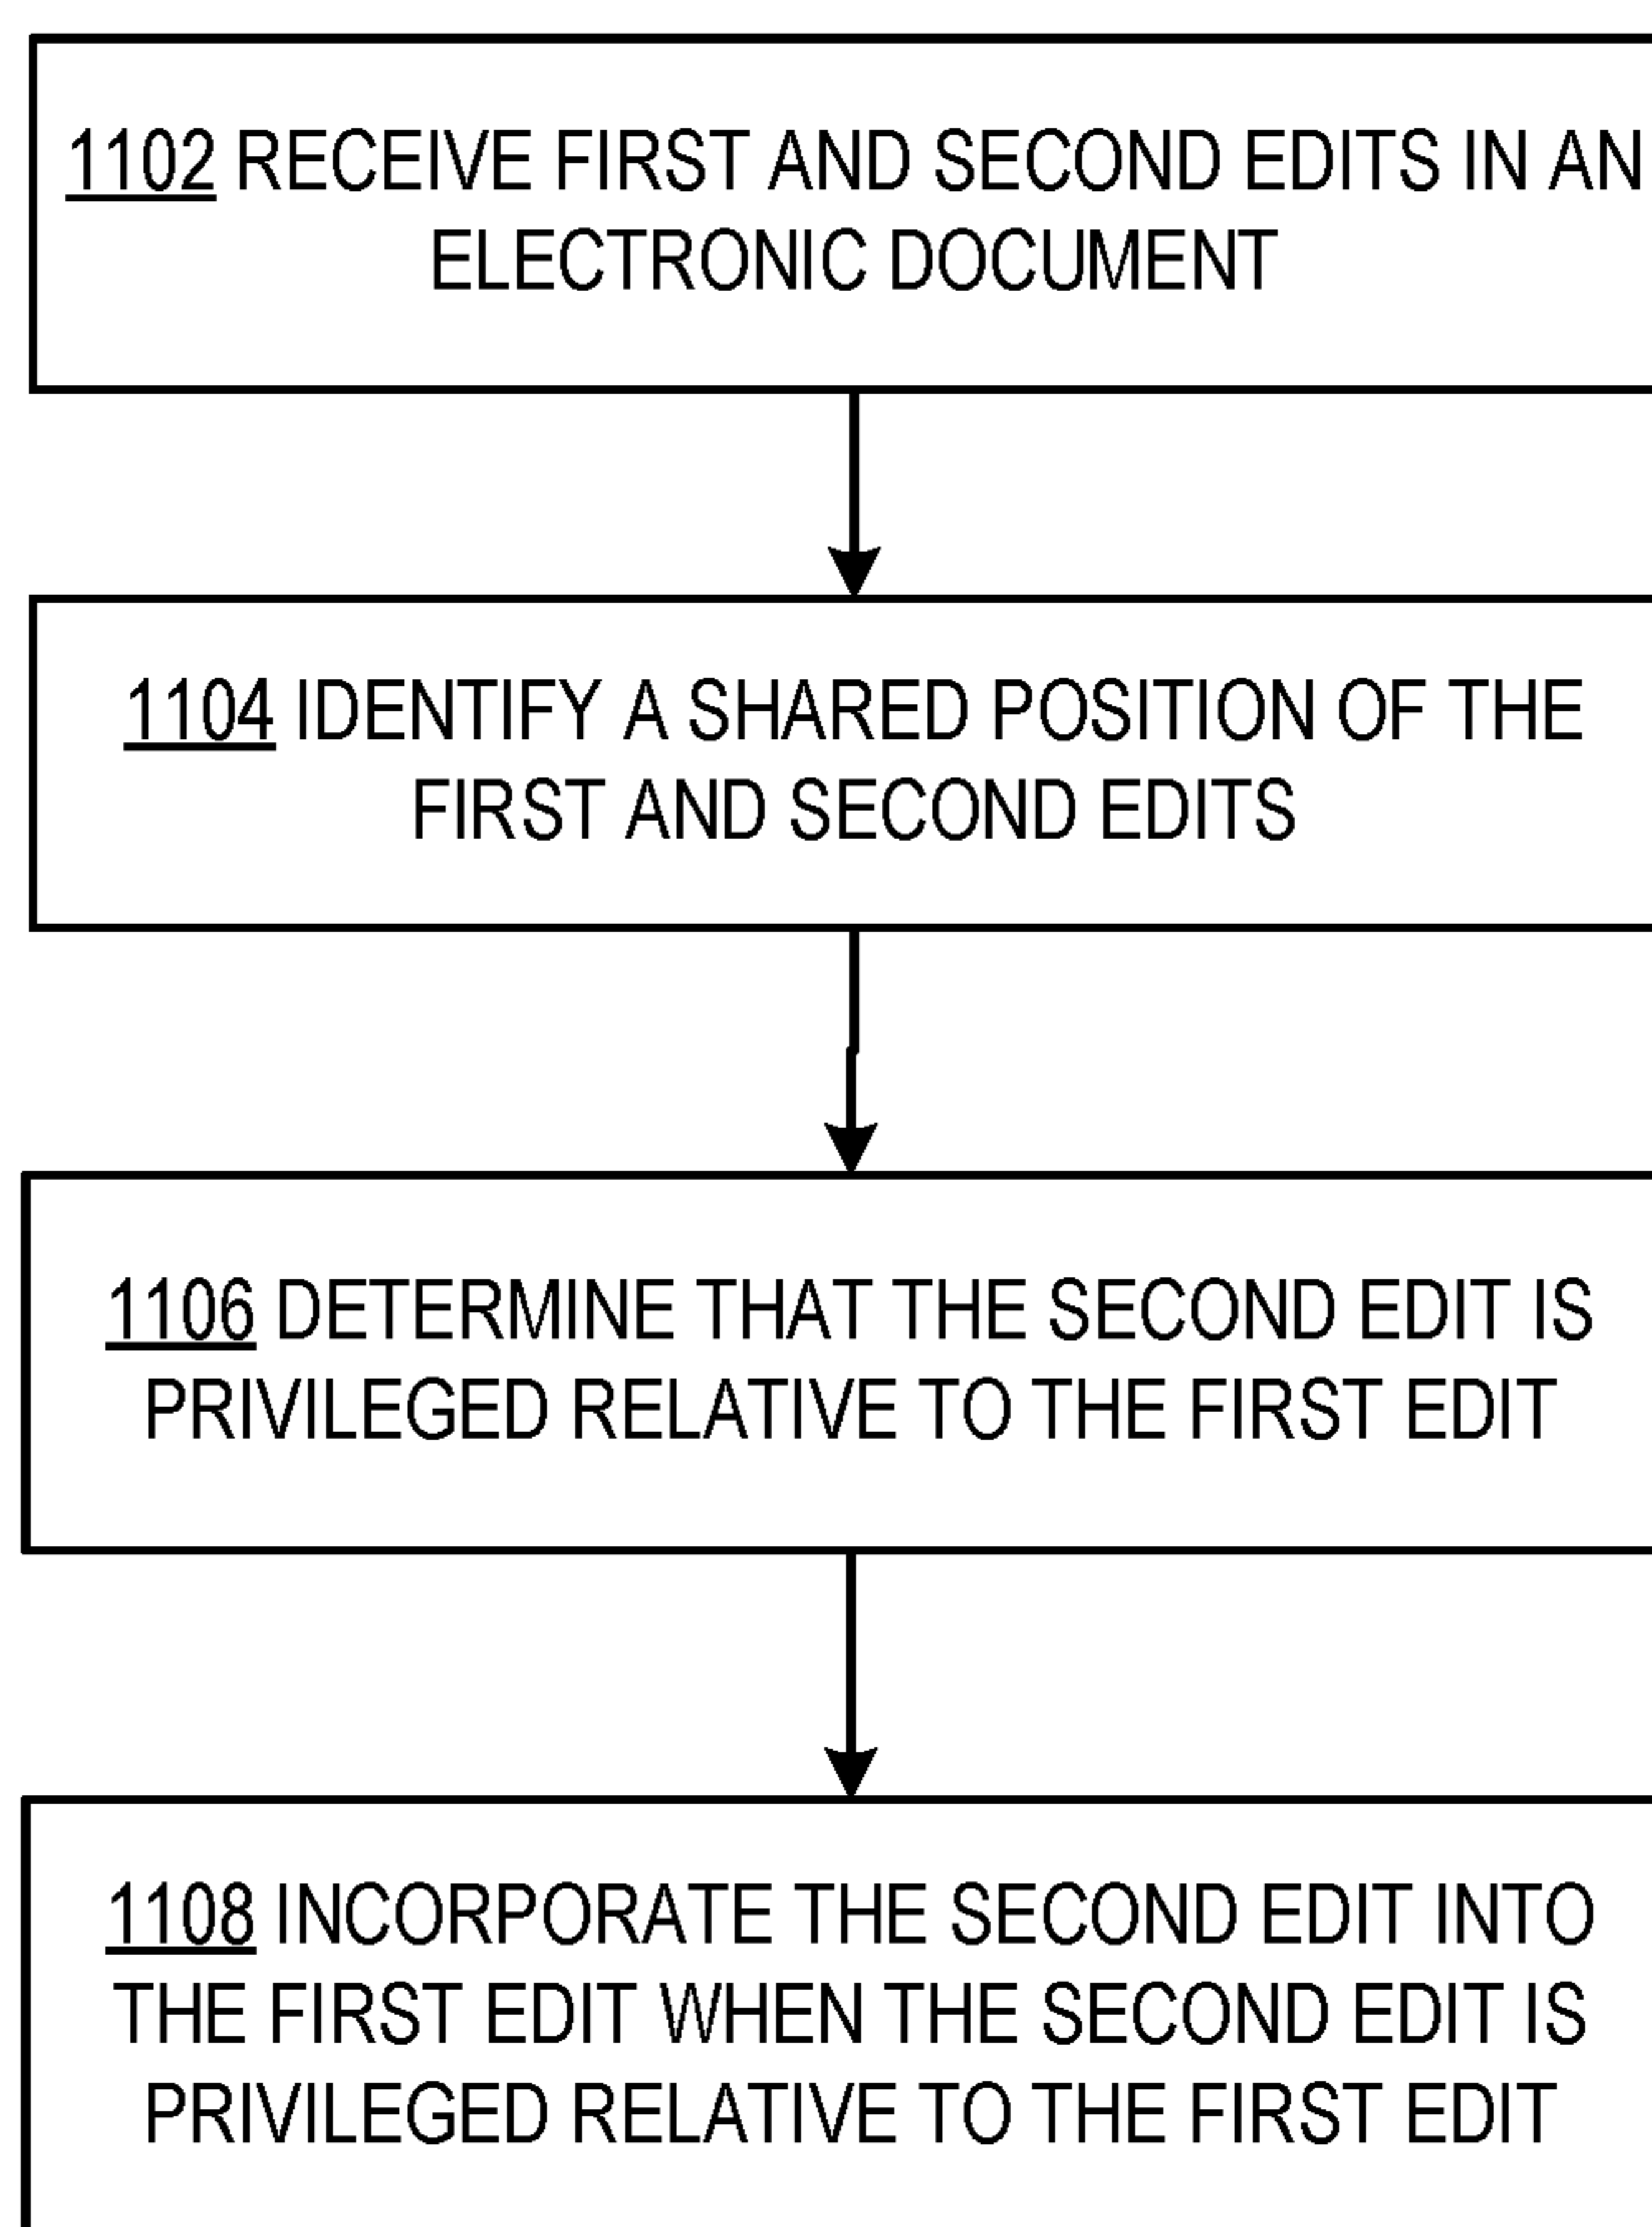 1102 RECEIVE FIRST AND SECOND EDITS IN AN
ELECTRONIC DOCUMENT
1104 IDENTIFY A SHARED POSITION OF THE
FIRST AND SECOND EDITS
1106 DETERMINE THAT THE SECOND EDIT IS
PRIVILEGED RELATIVE TO THE FIRST EDIT
1108 INCORPORATE THE SECOND EDIT INTO
THE FIRST EDIT WHEN THE SECOND EDIT IS
PRIVILEGED RELATIVE TO THE FIRST EDIT